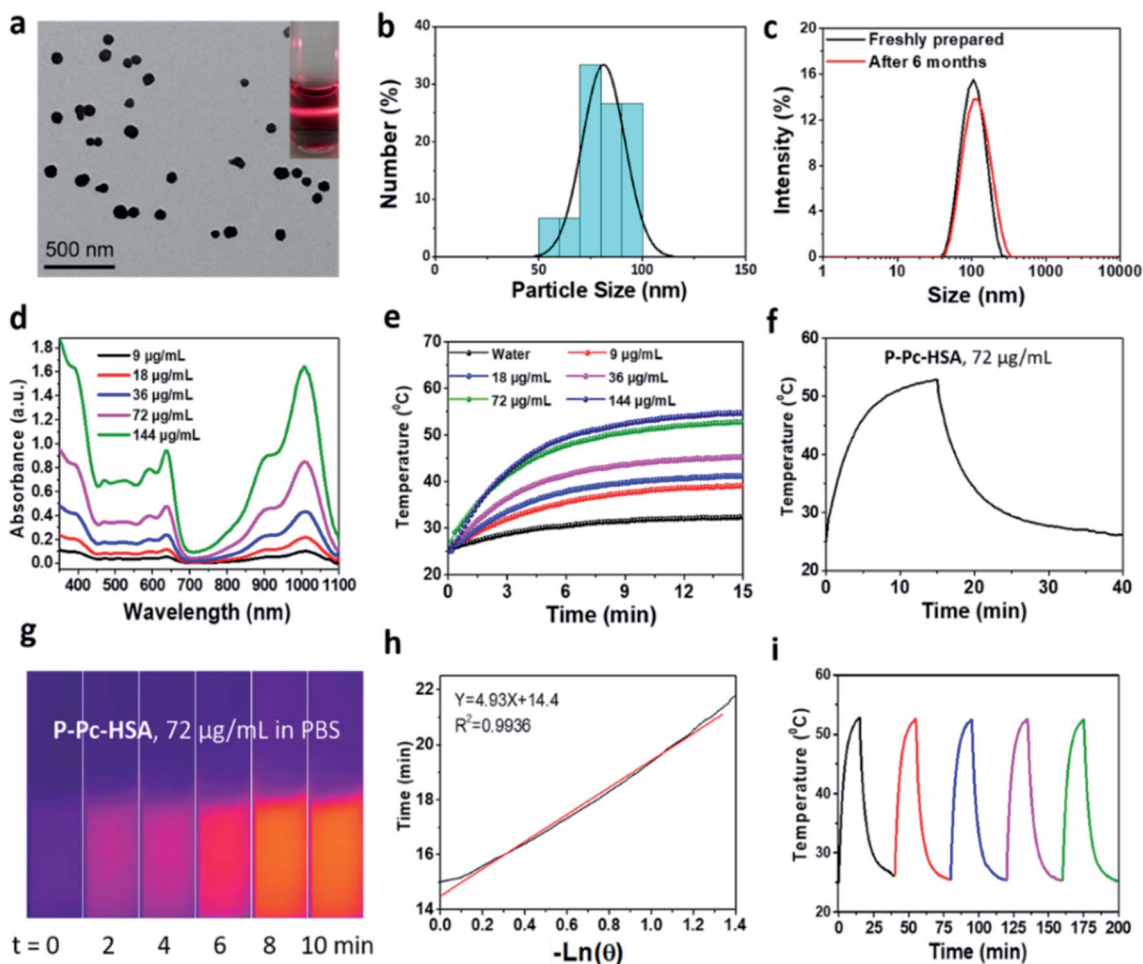 a
500 nm
b
40
30
20
10
0
Number (%)
0 50 100 150
Particle Size (nm)
c
20
16
12
8
4
0
Intensity (%)
Freshly prepared
After 6 months
1 10 100 1000 10000
Size (nm)
d
1.8
1.6
1.4
1.2
1.0
0.8
0.6
0.4
0.2
0.0
Absorbance (a.u.)
9 µg/mL
18 µg/mL
36 µg/mL
72 µg/mL
144 µg/mL
400 500 600 700 800 900 1000 1100
Wavelength (nm)
e
70
60
50
40
30
20
Temperature (⁰C)
Water 9 µg/mL
18 µg/mL 36 µg/mL
72 µg/mL 144 µg/mL
0 3 6 9 12 15
Time (min)
f
60
50
40
30
20
Temperature (⁰C)
P-Pc-HSA, 72 µg/mL
0 10 20 30 40
Time (min)
g
P-Pc-HSA, 72 µg/mL in PBS
t = 0 2 4 6 8 10 min
h
22
20
18
16
14
Time (min)
Y=4.93X+14.4
R²=0.9936
0.0 0.2 0.4 0.6 0.8 1.0 1.2 1.4
-Ln(θ)
i
60
50
40
30
20
Temperature (⁰C)
0 25 50 75 100 125 150 175 200
Time (min)